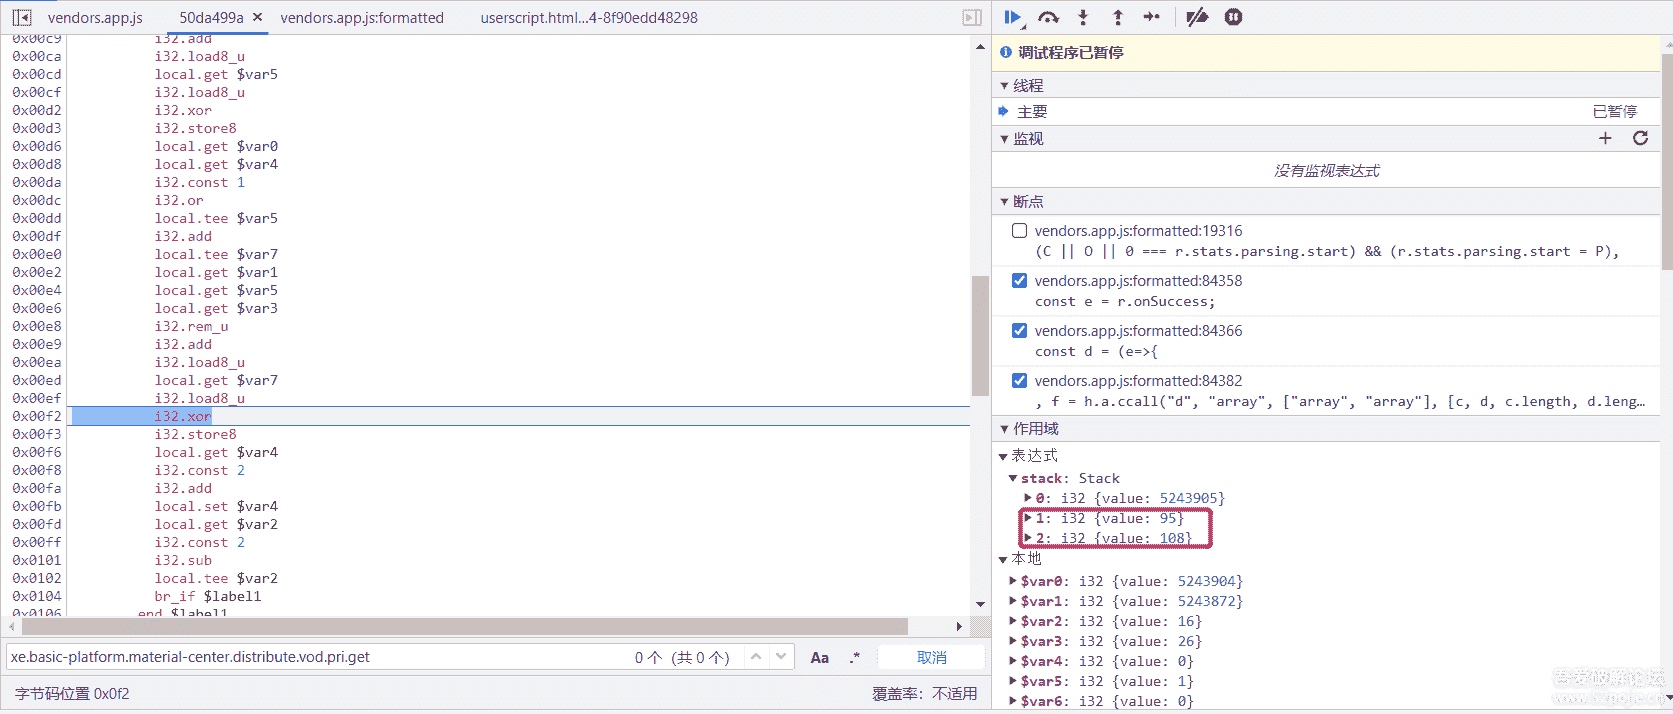 vendors.app.js
50da499a ×
vendors.app.js:formatted
userscript.html...4-8f90edd48298
0x00c9 i32.add
0x00ca i32.load8_u
0x00cd local.get $var5
0x00cf i32.load8_u
0x00d2 i32.xor
0x00d3 i32.store8
0x00d6 local.get $var0
0x00d8 local.get $var4
0x00da i32.const 1
0x00dc i32.or
0x00dd local.tee $var5
0x00df i32.add
0x00e0 local.tee $var7
0x00e2 local.get $var1
0x00e4 local.get $var5
0x00e6 local.get $var3
0x00e8 i32.rem_u
0x00e9 i32.add
0x00ea i32.load8_u
0x00ed local.get $var7
0x00ef i32.load8_u
0x00f2 i32.xor
0x00f3 i32.store8
0x00f6 local.get $var4
0x00f8 i32.const 2
0x00fa i32.add
0x00fb local.set $var4
0x00fd local.get $var2
0x00ff i32.const 2
0x0101 i32.sub
0x0102 local.tee $var2
0x0104 br_if $label1
0x0106 end $label1
xe.basic-platform.material-center.distribute.vod.pri.get
0 个 (共 0 个)
Aa
.*
取消
字节码位置 0x0f2
覆盖率：不适用
调试程序已暂停
线程
主要
已暂停
监视
没有监视表达式
断点
vendors.app.js:formatted:19316
(C || O || 0 === r.stats.parsing.start) && (r.stats.parsing.start = P),
vendors.app.js:formatted:84358
const e = r.onSuccess;
vendors.app.js:formatted:84366
const d = (e=>{
vendors.app.js:formatted:84382
, f = h.a.ccall("d", "array", ["array", "array"], [c, d, c.length, d.leng…
作用域
表达式
stack: Stack
0: i32 {value: 5243905}
1: i32 {value: 95}
2: i32 {value: 108}
本地
$var0: i32 {value: 5243904}
$var1: i32 {value: 5243872}
$var2: i32 {value: 16}
$var3: i32 {value: 26}
$var4: i32 {value: 0}
$var5: i32 {value: 1}
$var6: i32 {value: 0}
吾爱破解论坛
www.52pojie.cn